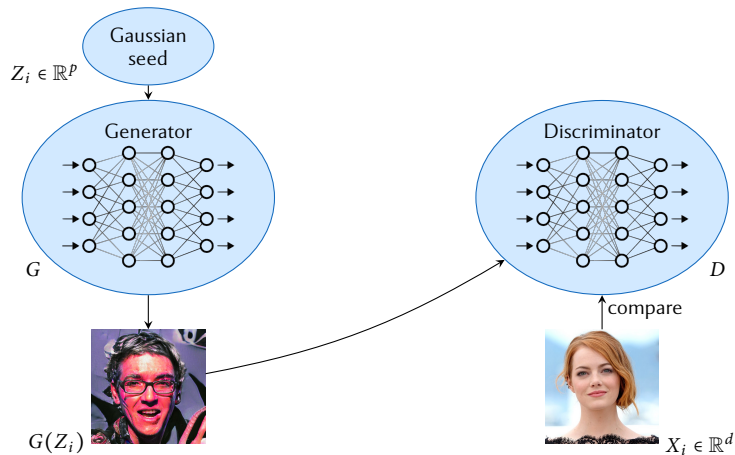 Gaussian
seed
Z_i ∈ ℝ^p
Generator
Discriminator
G
D
compare
G(Z_i)
X_i ∈ ℝ^d